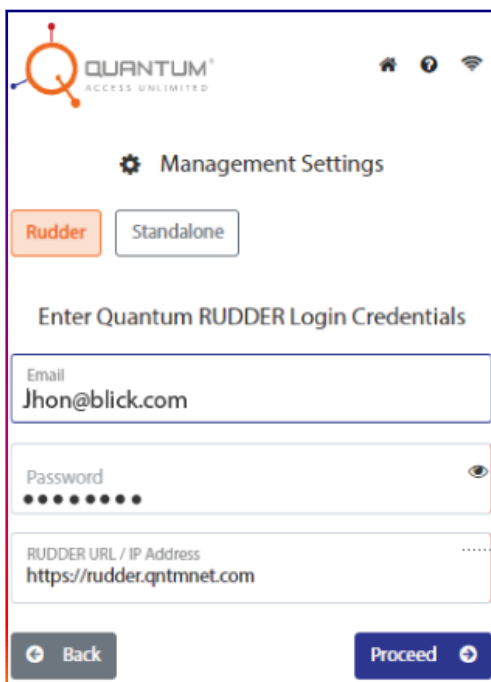 QUANTUM®
ACCESS UNLIMITED
Management Settings
Rudder
Standalone
Enter Quantum RUDDER Login Credentials
Email
Jhon@blick.com
Password
RUDDER URL / IP Address
https://rudder.qntmnet.com
Back
Proceed